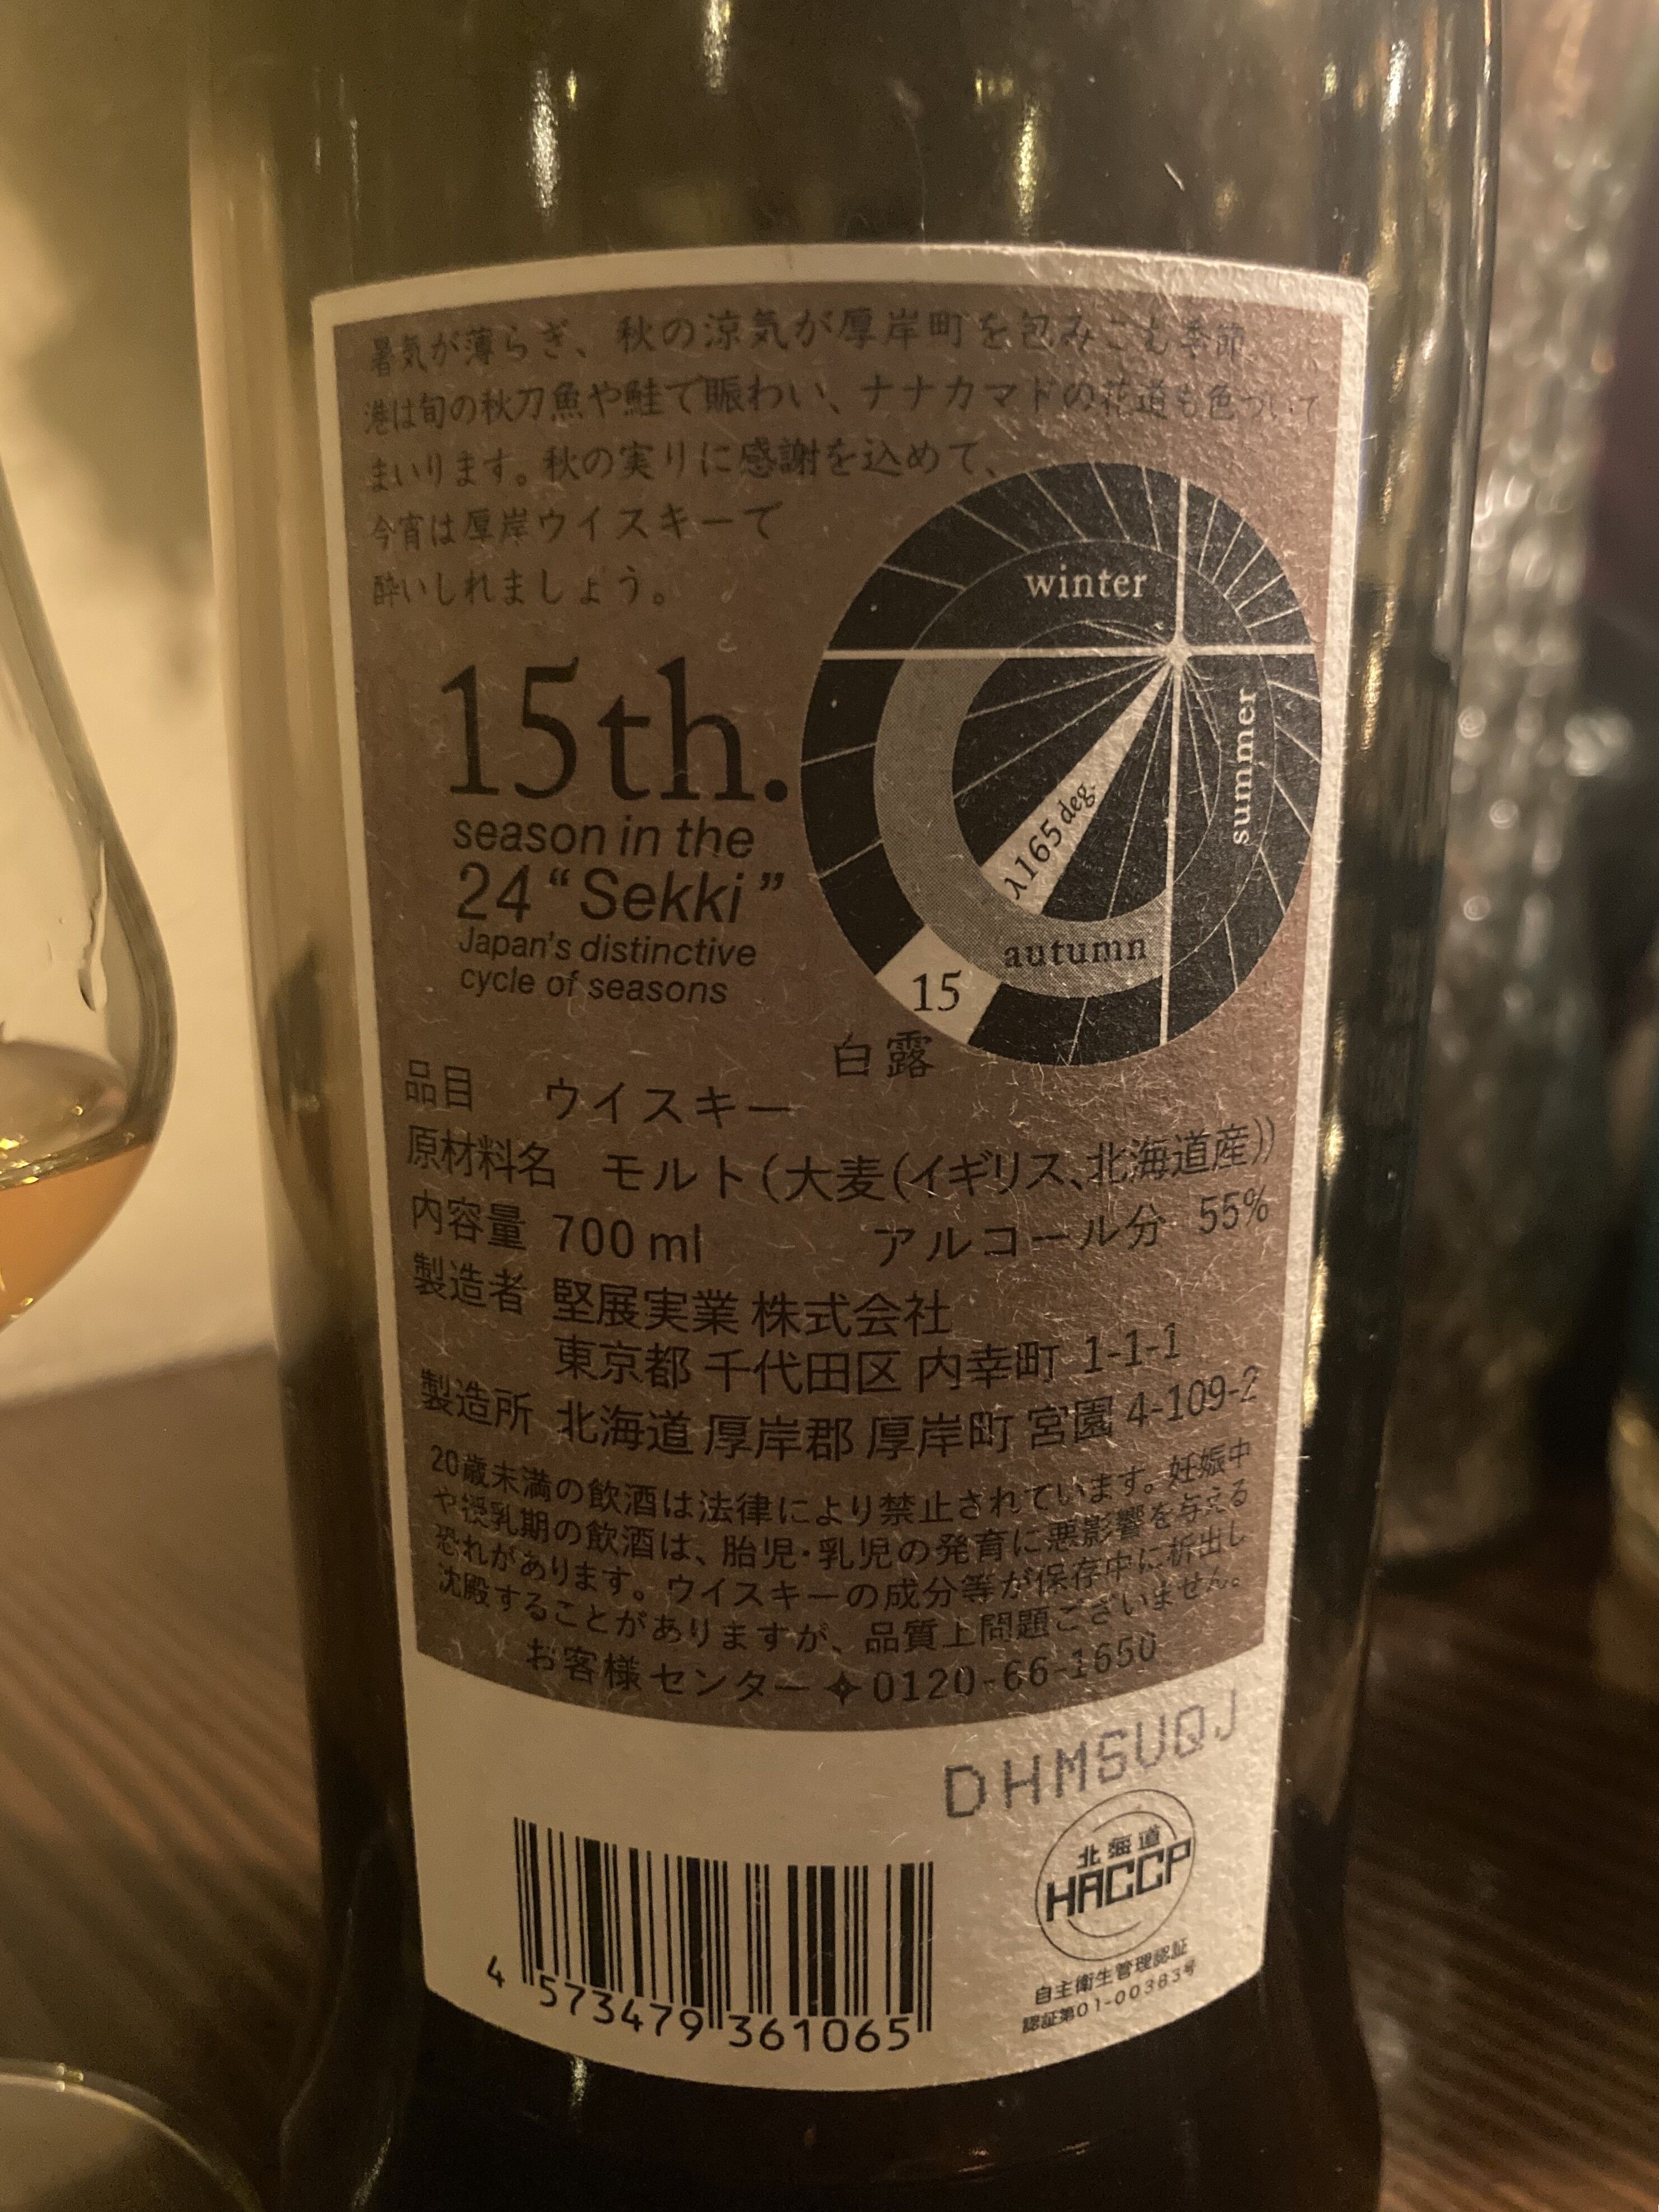 暑気が薄らぎ、秋の涼気が厚岸町を包みこむ季節
港は旬の秋刀魚や鮭で賑わい、ナナカマドの花道も色づいて
まいります。秋の実りに感謝を込めて、
今宵は厚岸ウイスキーで
酔いしれましょう。
winter
summer
λ165 deg.
autumn
15
白露
15th.
season in the
24 “Sekki”
Japan's distinctive
cycle of seasons
品目 ウイスキー
原材料名 モルト(大麦(イギリス、北海道産))
内容量 700 ml アルコール分 55%
製造者 堅展実業 株式会社
東京都 千代田区 内幸町 1-1-1
製造所 北海道 厚岸郡 厚岸町 宮園 4-109-2
20歳未満の飲酒は法律により禁止されています。妊娠中
や授乳期の飲酒は、胎児・乳児の発育に悪影響を与える
恐れがあります。ウイスキーの成分等が保存中に析出し
沈殿することがありますが、品質上問題ございません。
お客様センター✦0120-66-1650
DHMSUQJ
北海道
HACCP
自主衛生管理認証
認証第01-00383号
4 573479 361065